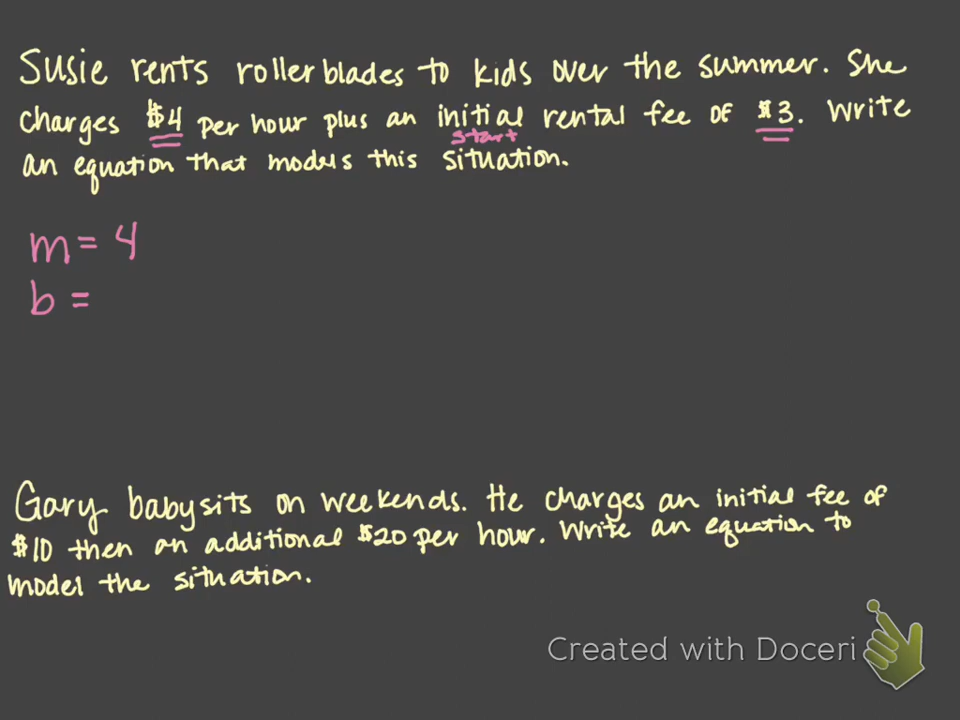 Susie rents rollerblades to kids over the summer. She
charges $4 per hour plus an initial rental fee of $3. Write
start
an equation that models this situation.
m = 4
b =
Gary babysits on weekends. He charges an initial fee of
$10 then an additional $20 per hour. Write an equation to
model the situation.
Created with Doceri